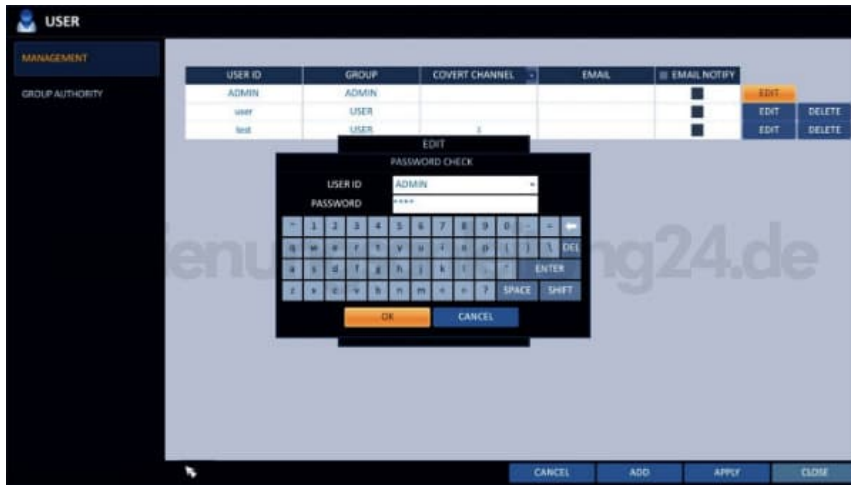 USER
MANAGEMENT
GROUP AUTHORITY
USER ID GROUP COVERT CHANNEL EMAIL EMAIL NOTIFY
ADMIN ADMIN EDIT
user USER EDIT DELETE
test USER 1 EDIT DELETE
EDIT
PASSWORD CHECK
USER ID ADMIN
PASSWORD ****
1 2 3 4 5 6 7 8 9 0 - =
q w e r t y u i o p [ ] \ DEL
a s d f g h j k l ; ' ENTER
z x c v b n m < > ? SPACE SHIFT
OK CANCEL
CANCEL ADD APPLY CLOSE